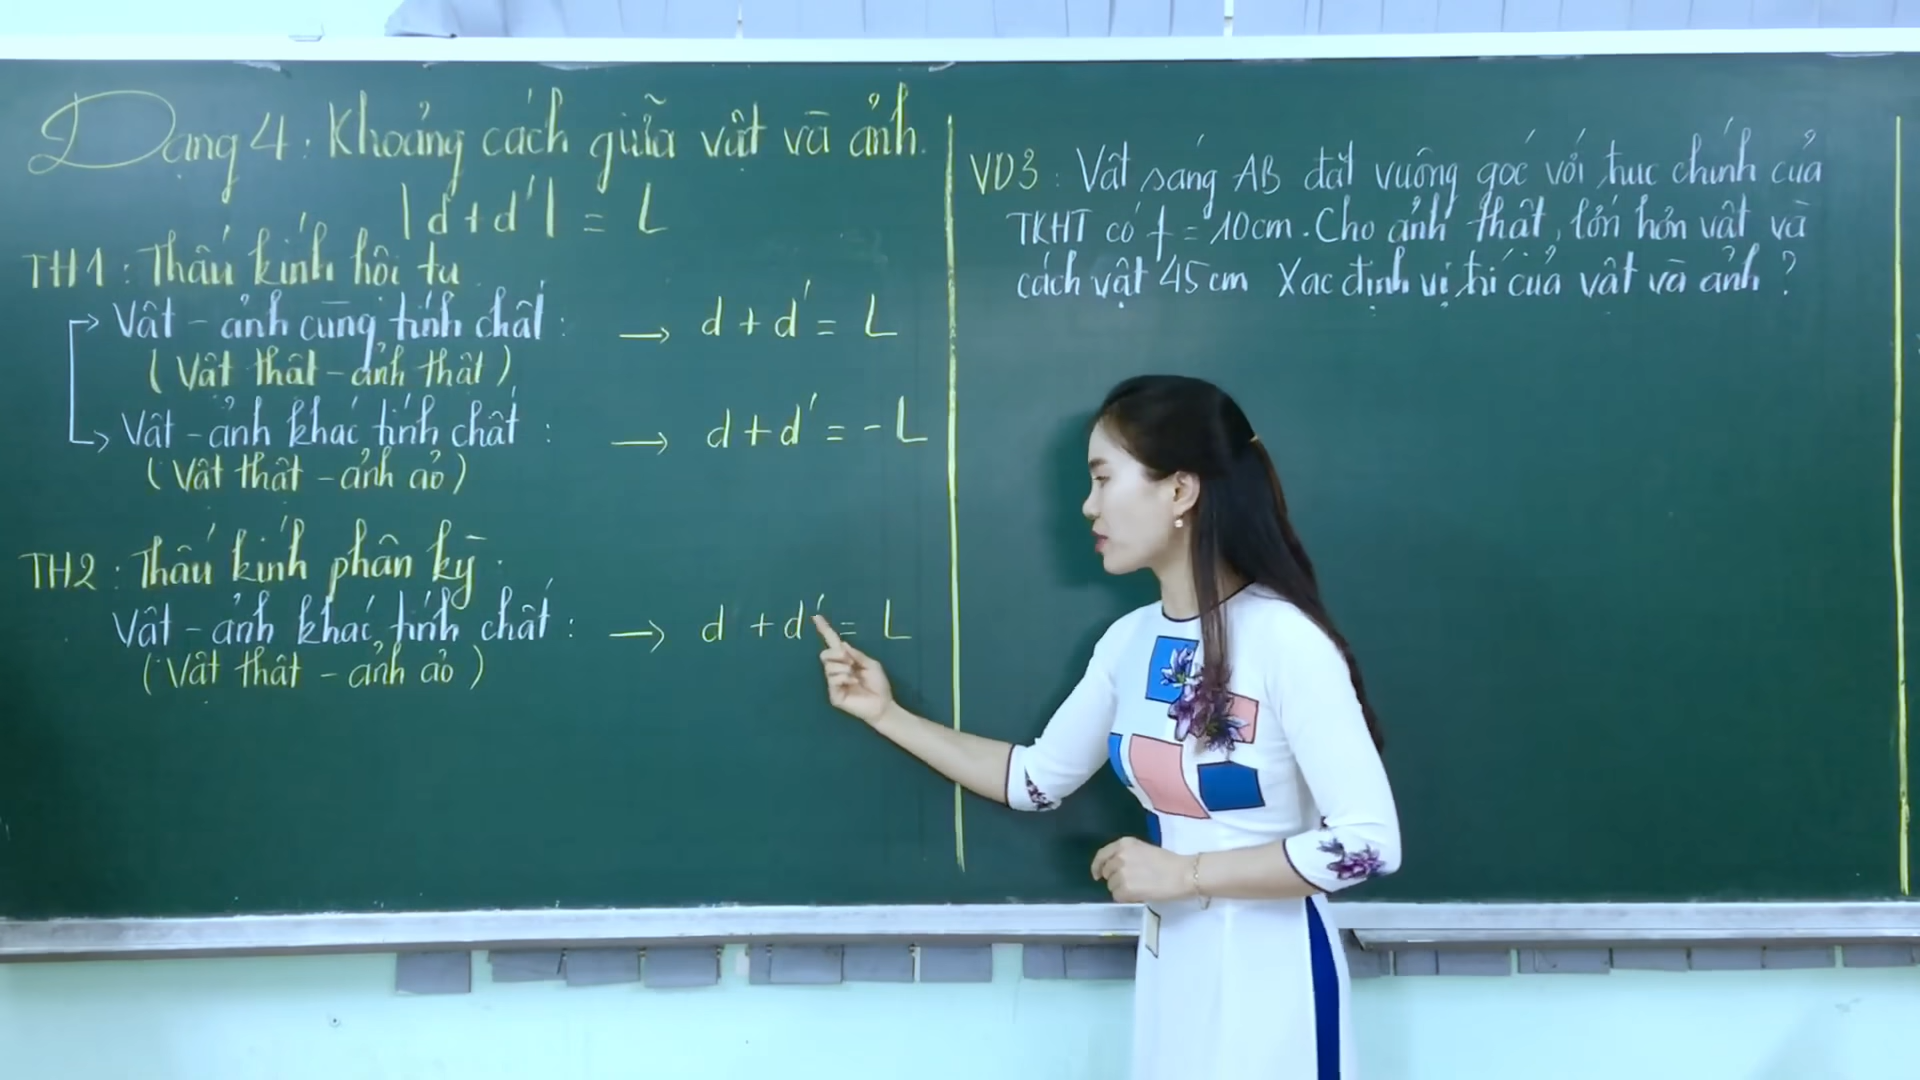 Dạng 4: Khoảng cách giữa vật và ảnh.
|d + d'| = L
TH1: Thấu kính hội tụ
Vật - ảnh cùng tính chất: → d + d' = L
(Vật thật - ảnh thật)
Vật - ảnh khác tính chất: → d + d' = - L
(Vật thật - ảnh ảo)
TH2: Thấu kính phân kỳ.
Vật - ảnh khác tính chất: → d + d' = L
(Vật thật - ảnh ảo)
VD3: Vật sáng AB đặt vuông góc với trục chính của
TKHT có f = 10cm. Cho ảnh thật, lớn hơn vật và
cách vật 45cm Xác định vị trí của vật và ảnh?